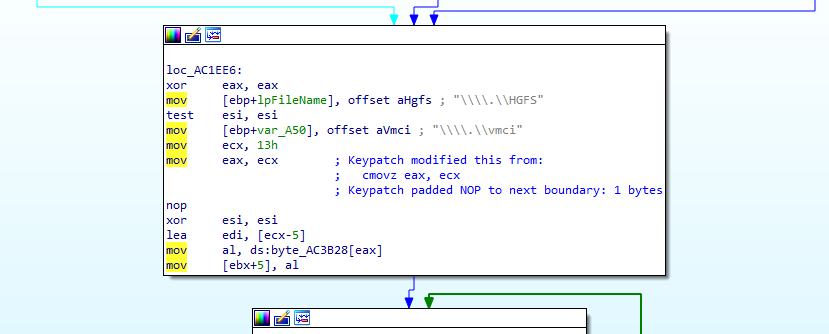 loc_AC1EE6:
xor     eax, eax
mov     [ebp+lpFileName], offset aHgfs ; "\\\\.\\HGFS"
test    esi, esi
mov     [ebp+var_A50], offset aVmci ; "\\\\.\\vmci"
mov     ecx, 13h
mov     eax, ecx        ; Keypatch modified this from:
                        ;   cmovz eax, ecx
                        ; Keypatch padded NOP to next boundary: 1 bytes
nop
xor     esi, esi
lea     edi, [ecx-5]
mov     al, ds:byte_AC3B28[eax]
mov     [ebx+5], al